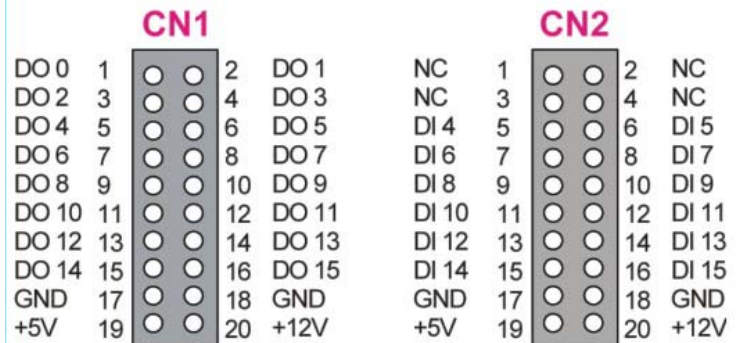 CN1 CN2
DO 0 1 2 DO 1 NC 1 2 NC
DO 2 3 4 DO 3 NC 3 4 NC
DO 4 5 6 DO 5 DI 4 5 6 DI 5
DO 6 7 8 DO 7 DI 6 7 8 DI 7
DO 8 9 10 DO 9 DI 8 9 10 DI 9
DO 10 11 12 DO 11 DI 10 11 12 DI 11
DO 12 13 14 DO 13 DI 12 13 14 DI 13
DO 14 15 16 DO 15 DI 14 15 16 DI 15
GND 17 18 GND GND 17 18 GND
+5V 19 20 +12V +5V 19 20 +12V